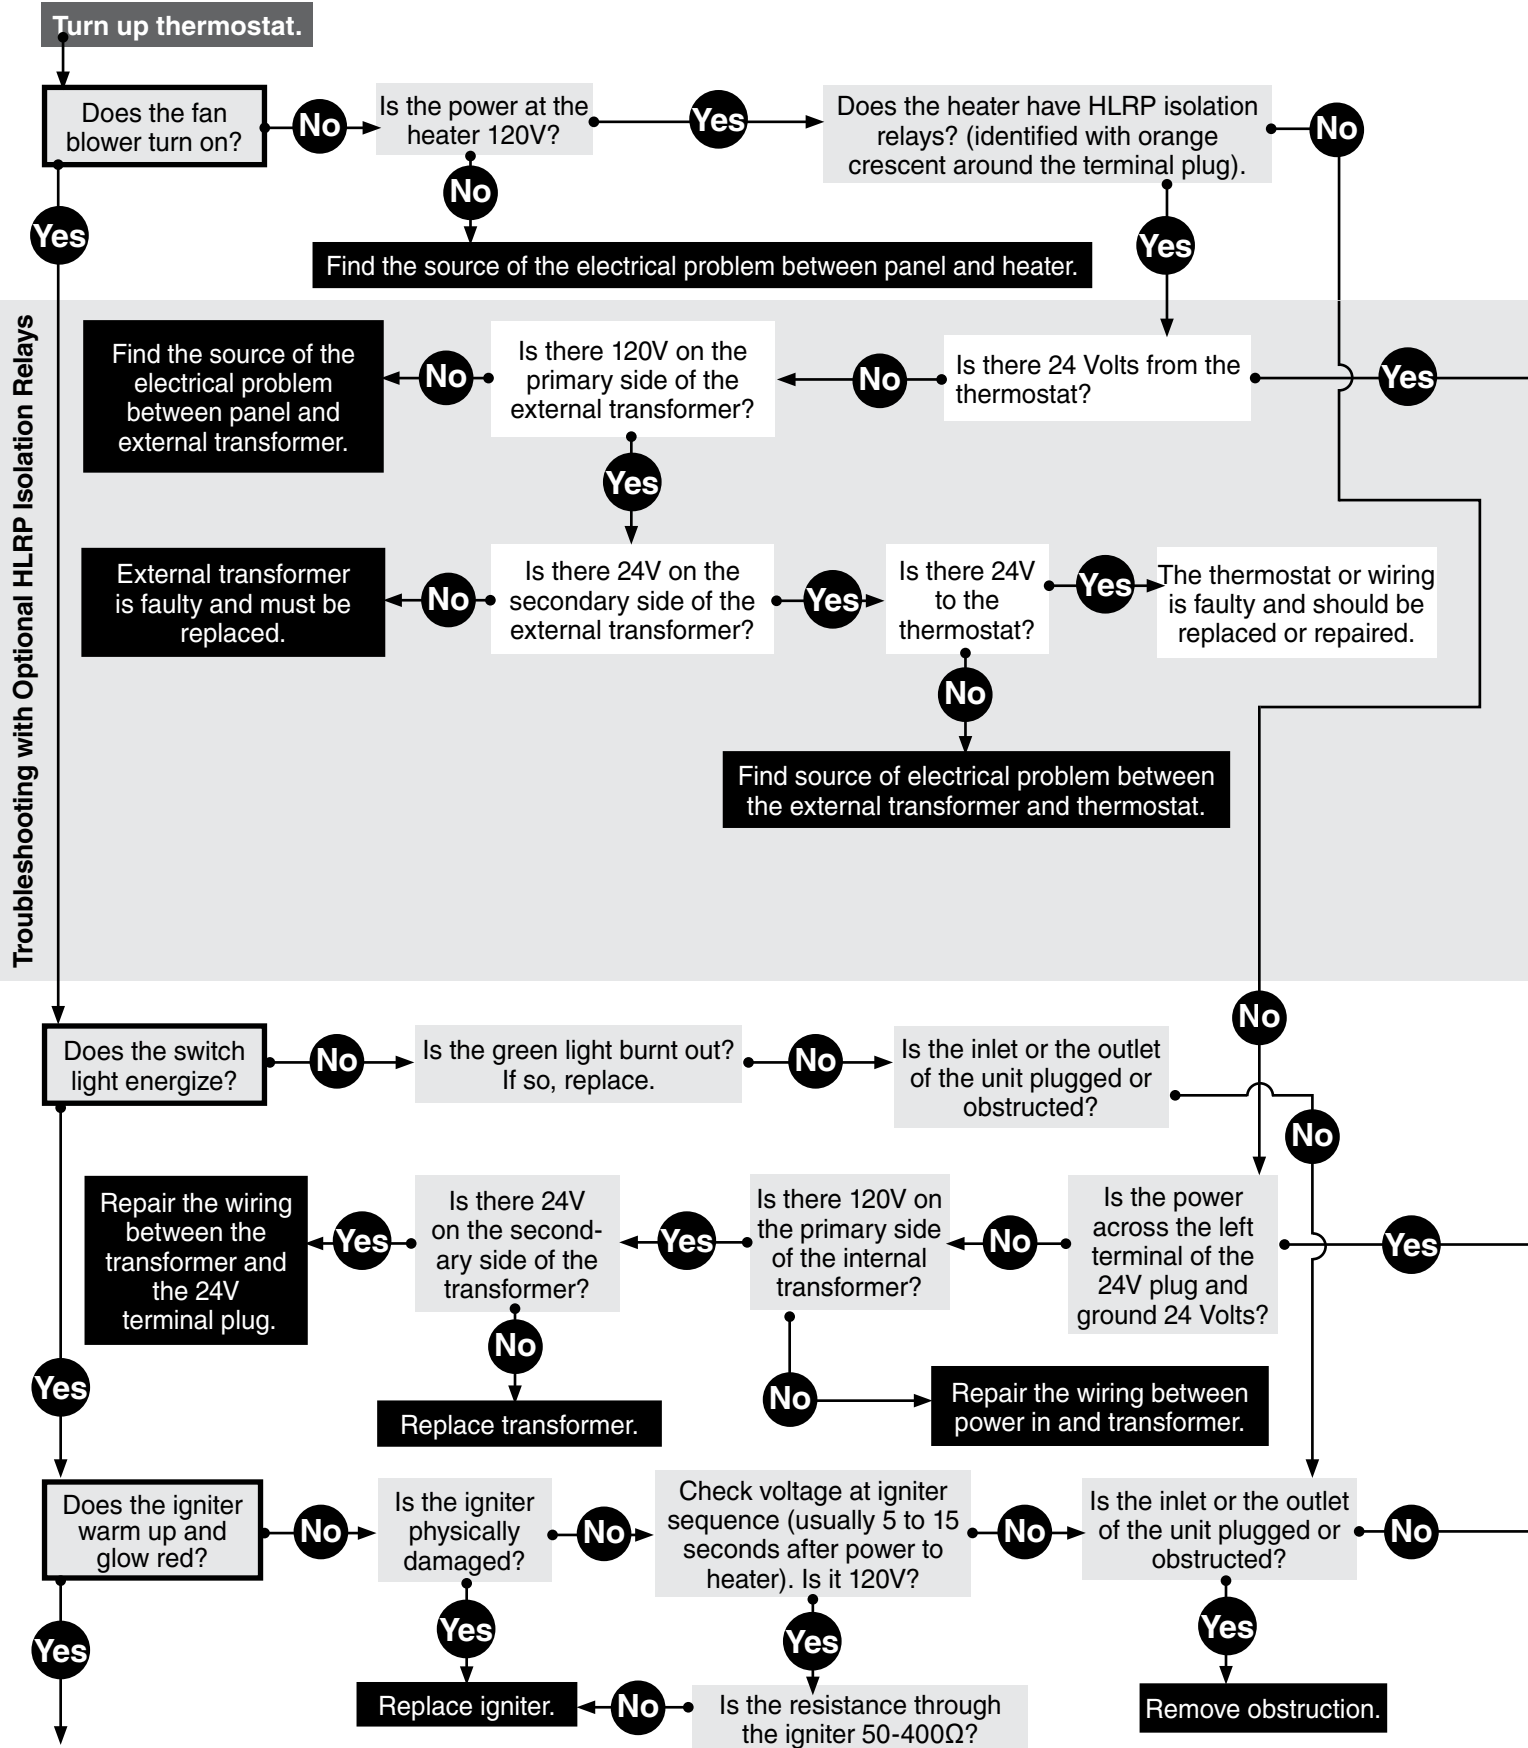 Turn up thermostat.
Does the fan
blower turn on?
No
Is the power at the
heater 120V?
Yes
Does the heater have HLRP isolation
relays? (identified with orange
crescent around the terminal plug).
No
No
Yes
Yes
Find the source of the electrical problem between panel and heater.
Troubleshooting with Optional HLRP Isolation Relays
Find the source of the
electrical problem
between panel and
external transformer.
No
Is there 120V on the
primary side of the
external transformer?
No
Is there 24 Volts from the
thermostat?
Yes
Yes
External transformer
is faulty and must be
replaced.
No
Is there 24V on the
secondary side of the
external transformer?
Yes
Is there 24V
to the
thermostat?
Yes
The thermostat or wiring
is faulty and should be
replaced or repaired.
No
Find source of electrical problem between
the external transformer and thermostat.
No
Does the switch
light energize?
No
Is the green light burnt out?
If so, replace.
No
Is the inlet or the outlet
of the unit plugged or
obstructed?
No
Repair the wiring
between the
transformer and
the 24V
terminal plug.
Yes
Is there 24V
on the second-
ary side of the
transformer?
Yes
Is there 120V on
the primary side
of the internal
transformer?
No
Is the power
across the left
terminal of the
24V plug and
ground 24 Volts?
Yes
No
Yes
No
Replace transformer.
Repair the wiring between
power in and transformer.
Does the igniter
warm up and
glow red?
No
Is the igniter
physically
damaged?
No
Check voltage at igniter
sequence (usually 5 to 15
seconds after power to
heater). Is it 120V?
No
Is the inlet or the outlet
of the unit plugged or
obstructed?
No
Yes
Yes
Yes
Yes
Replace igniter.
No
Is the resistance through
the igniter 50-400Ω?
Remove obstruction.